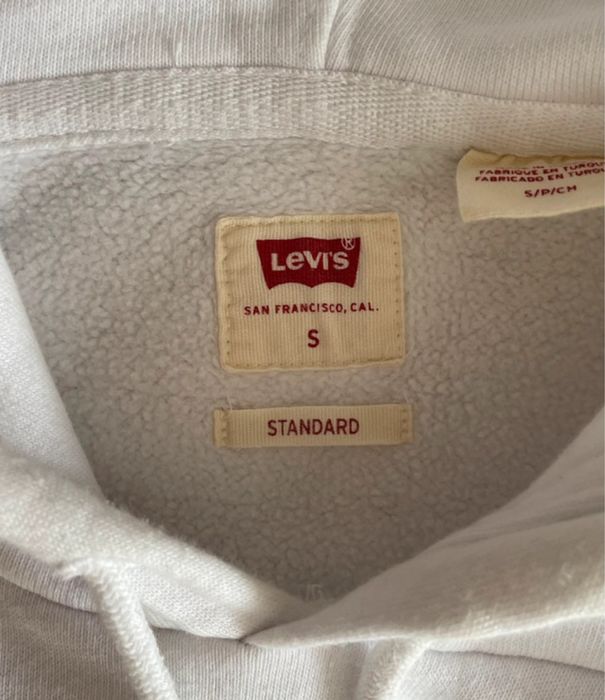 FABRIQUE EN TURQU
FABRICADO EN TURQU
S/P/CH
LEVI'S®
SAN FRANCISCO, CAL.
S
STANDARD